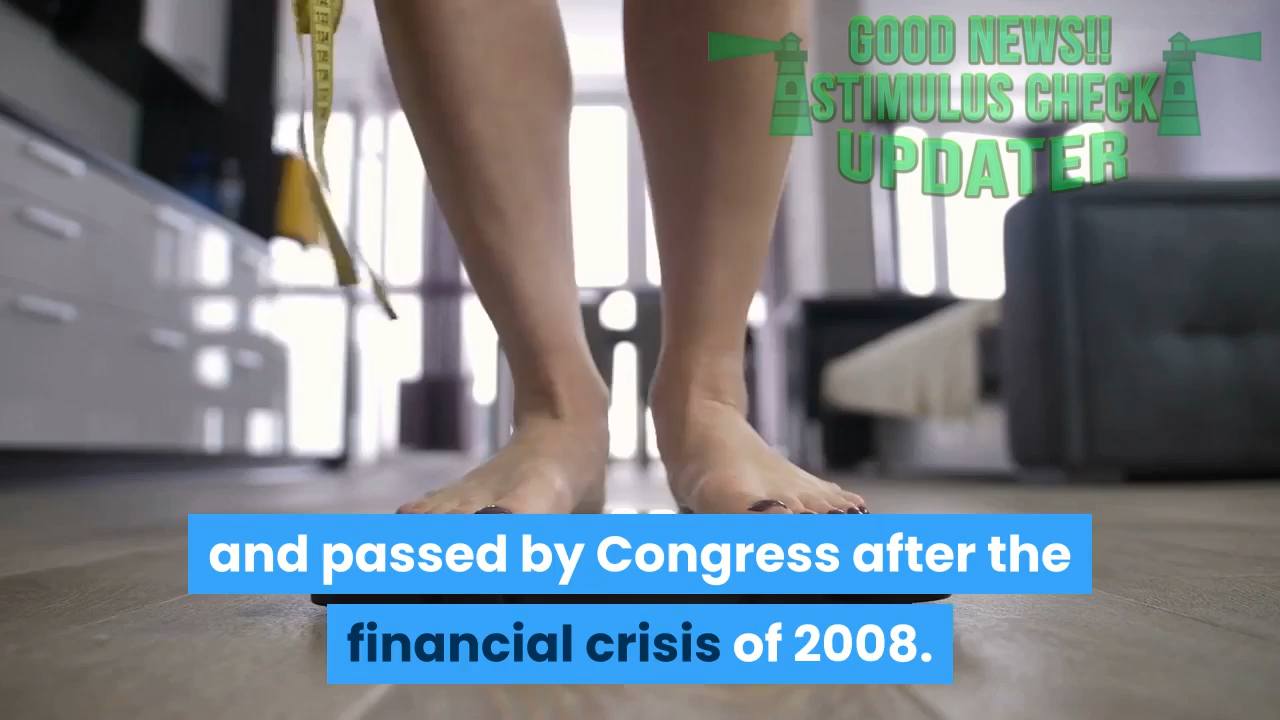 GOOD NEWS!!
STIMULUS CHECK
UPDATER
and passed by Congress after the
financial crisis of 2008.